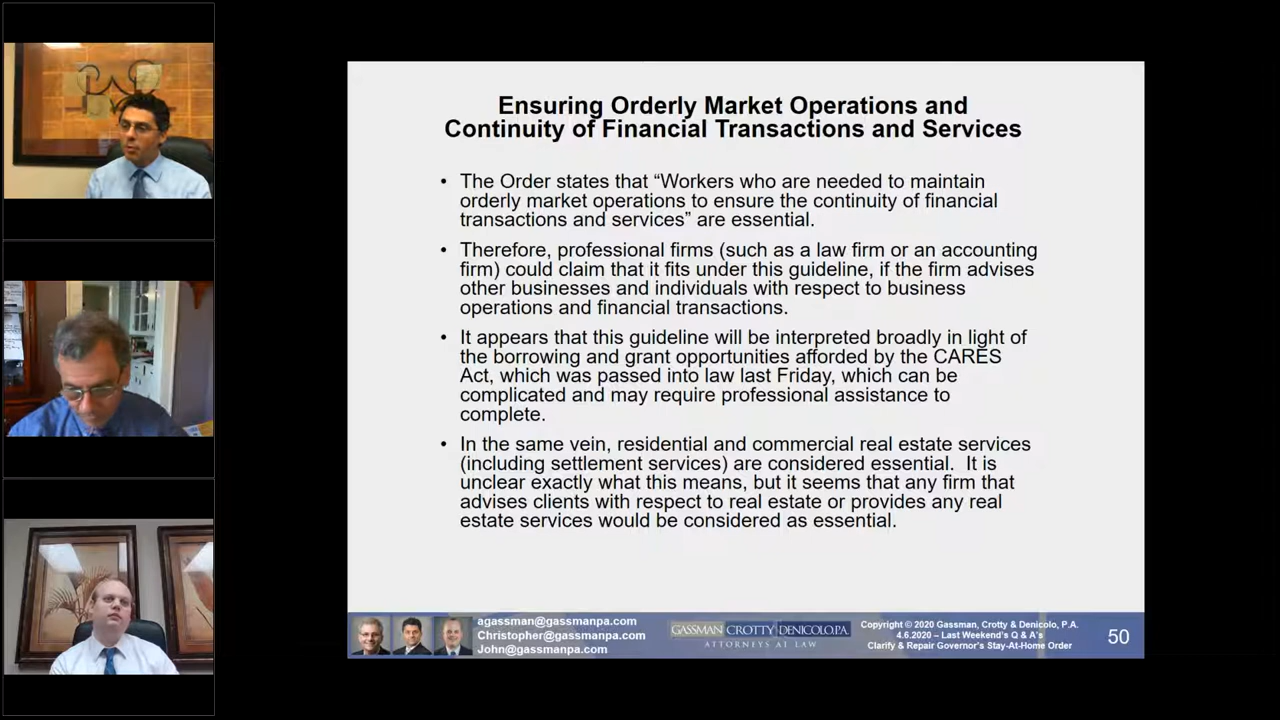 Ensuring Orderly Market Operations and
Continuity of Financial Transactions and Services
• The Order states that “Workers who are needed to maintain
orderly market operations to ensure the continuity of financial
transactions and services” are essential.
• Therefore, professional firms (such as a law firm or an accounting
firm) could claim that it fits under this guideline, if the firm advises
other businesses and individuals with respect to business
operations and financial transactions.
• It appears that this guideline will be interpreted broadly in light of
the borrowing and grant opportunities afforded by the CARES
Act, which was passed into law last Friday, which can be
complicated and may require professional assistance to
complete.
• In the same vein, residential and commercial real estate services
(including settlement services) are considered essential.  It is
unclear exactly what this means, but it seems that any firm that
advises clients with respect to real estate or provides any real
estate services would be considered as essential.
agassman@gassmanpa.com
Christopher@gassmanpa.com
John@gassmanpa.com
GASSMAN CROTTY DENICOLO, P.A.
ATTORNEYS AT LAW
Copyright © 2020 Gassman, Crotty & Denicolo, P.A.
4.6.2020 – Last Weekend's Q & A's
Clarify & Repair Governor's Stay-At-Home Order
50